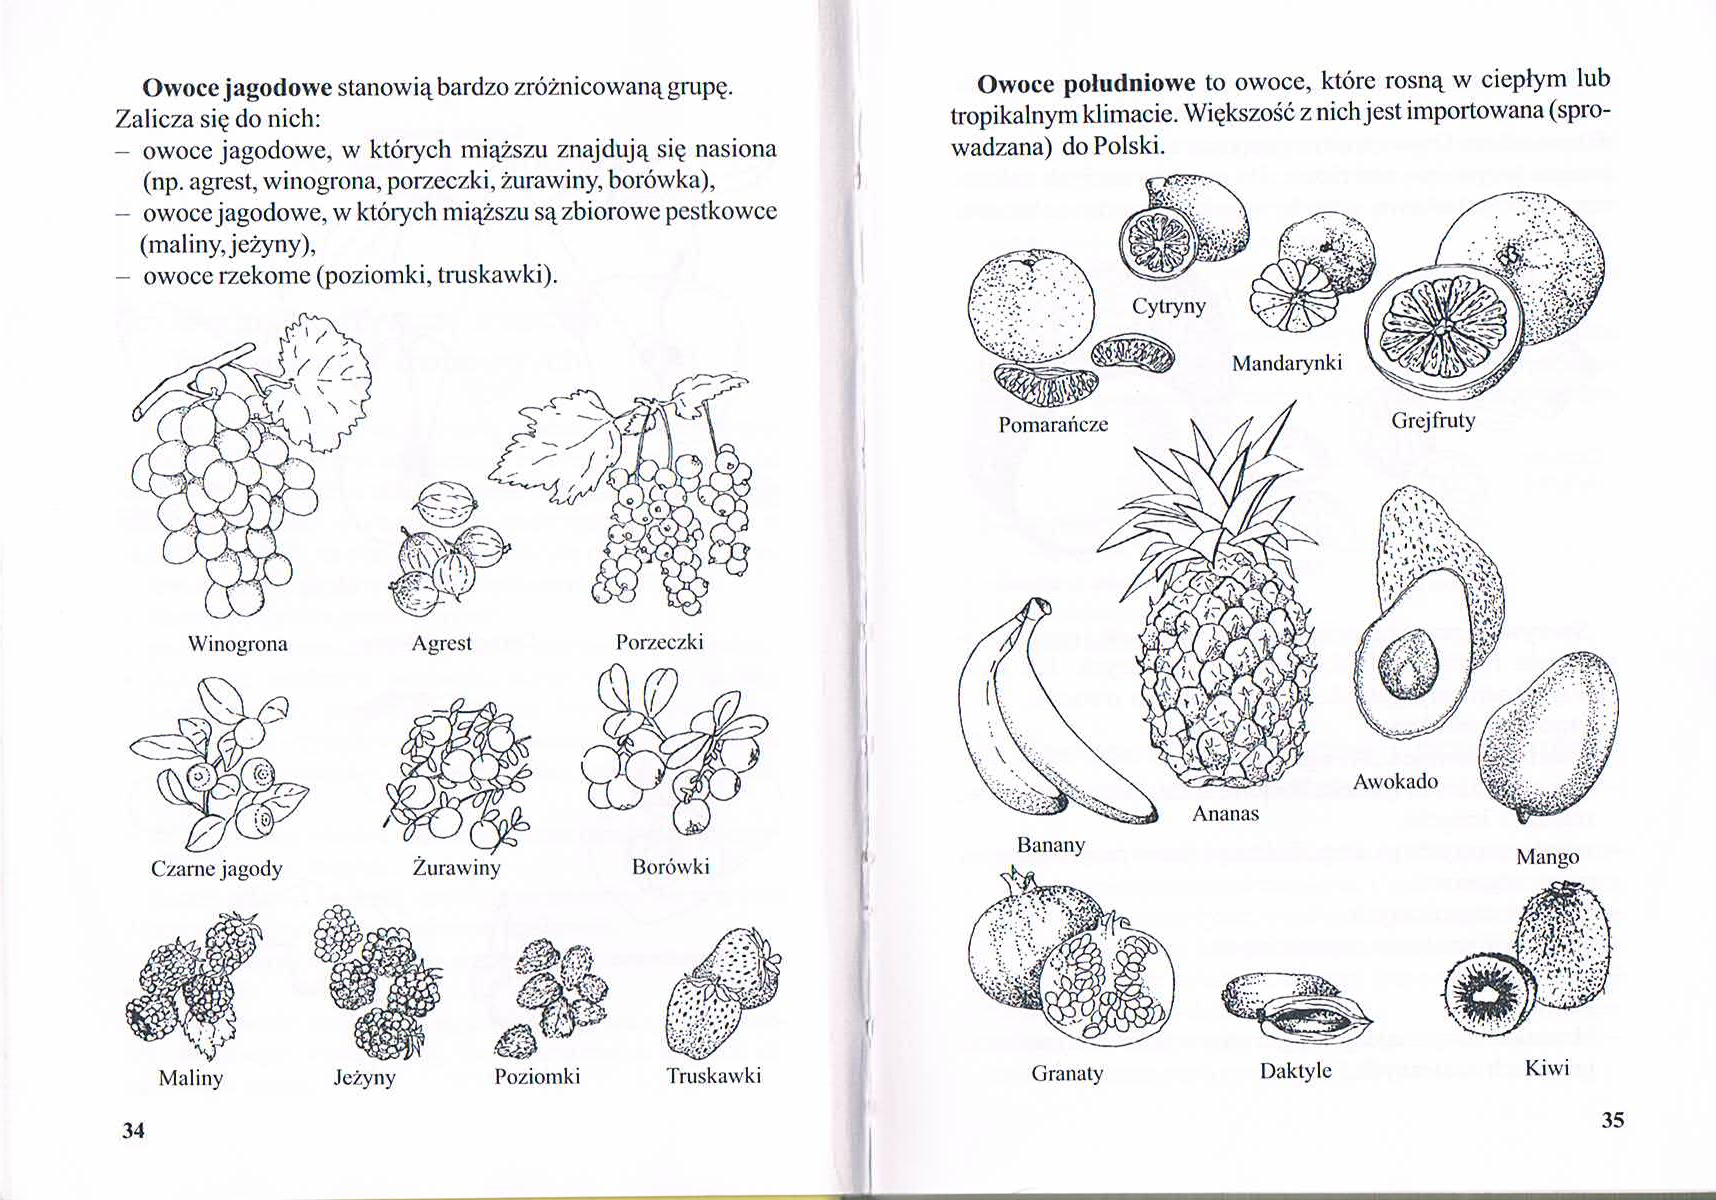 Owoce jagodowe stanowią bardzo zróżnicowaną grupę.
Zalicza się do nich:
– owoce jagodowe, w których miąższu znajdują się nasiona
(np. agrest, winogrona, porzeczki, żurawiny, borówka),
– owoce jagodowe, w których miąższu są zbiorowe pestkowce
(maliny, jeżyny),
– owoce rzekome (poziomki, truskawki).
Winogrona
Agrest
Porzeczki
Czarne jagody
Żurawiny
Borówki
Maliny
Jeżyny
Poziomki
Truskawki
34
Owoce południowe to owoce, które rosną w ciepłym lub
tropikalnym klimacie. Większość z nich jest importowana (spro-
wadzana) do Polski.
Cytryny
Mandarynki
Pomarańcze
Grejfruty
Awokado
Ananas
Banany
Mango
Granaty
Daktyle
Kiwi
35